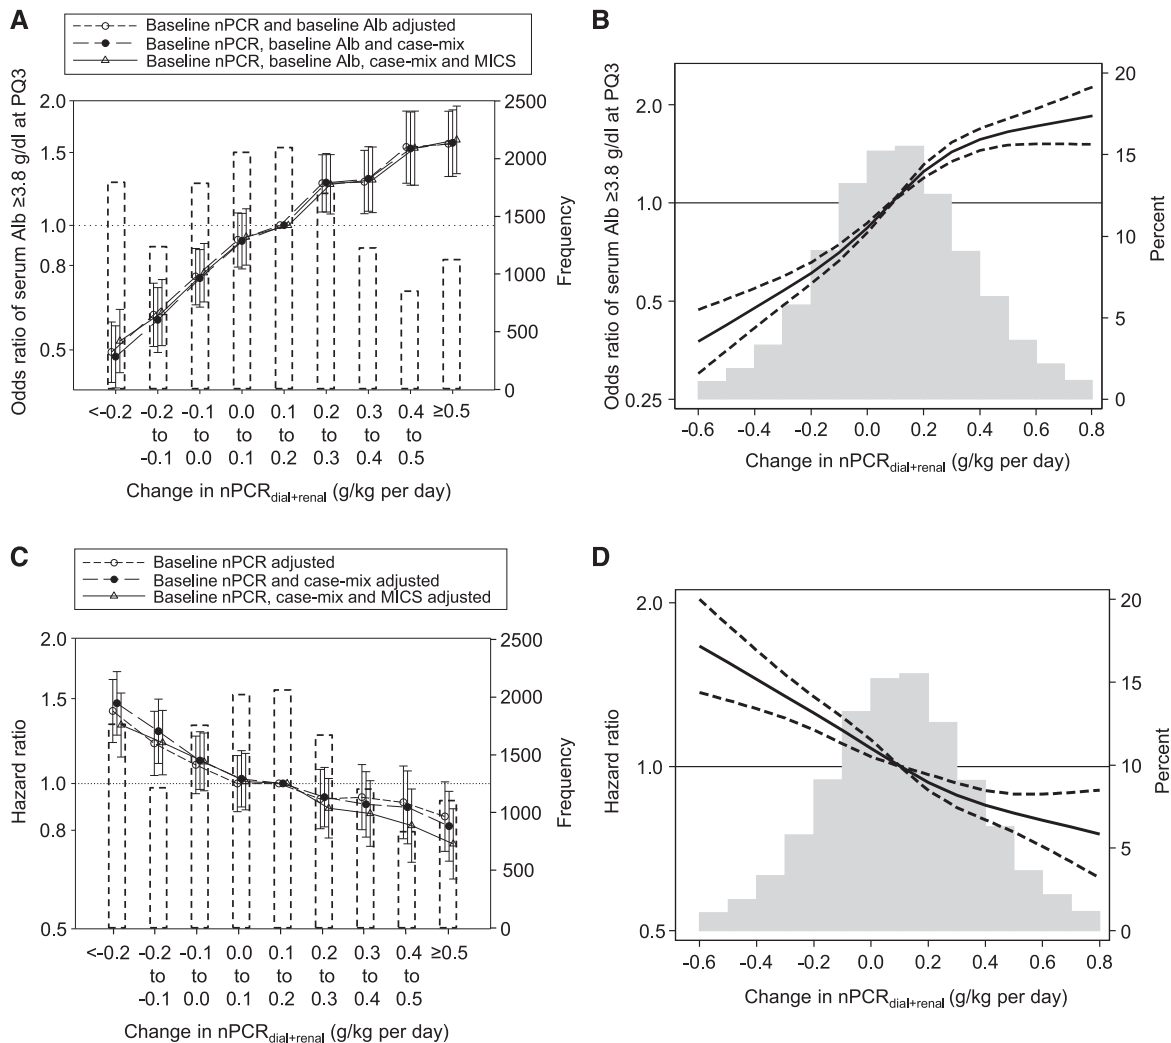 A
Baseline nPCR and baseline Alb adjusted
Baseline nPCR, baseline Alb and case-mix
Baseline nPCR, baseline Alb, case-mix and MICS
Odds ratio of serum Alb ≥3.8 g/dl at PQ3
2.0
1.5
1.0
0.8
0.5
2500
2000
1500
1000
500
0
Frequency
<-0.2 -0.2 -0.1 0.0 0.1 0.2 0.3 0.4 ≥0.5
to to to to to to to
-0.1 0.0 0.1 0.2 0.3 0.4 0.5
Change in nPCRdial+renal (g/kg per day)
B
Odds ratio of serum Alb ≥3.8 g/dl at PQ3
2.0
1.0
0.5
0.25
20
15
10
5
0
Percent
-0.6 -0.4 -0.2 0.0 0.2 0.4 0.6 0.8
Change in nPCRdial+renal (g/kg per day)
C
Baseline nPCR adjusted
Baseline nPCR and case-mix adjusted
Baseline nPCR, case-mix and MICS adjusted
Hazard ratio
2.0
1.5
1.0
0.8
0.5
2500
2000
1500
1000
500
0
Frequency
<-0.2 -0.2 -0.1 0.0 0.1 0.2 0.3 0.4 ≥0.5
to to to to to to to
-0.1 0.0 0.1 0.2 0.3 0.4 0.5
Change in nPCRdial+renal (g/kg per day)
D
Hazard ratio
2.0
1.0
0.5
20
15
10
5
0
Percent
-0.6 -0.4 -0.2 0.0 0.2 0.4 0.6 0.8
Change in nPCRdial+renal (g/kg per day)